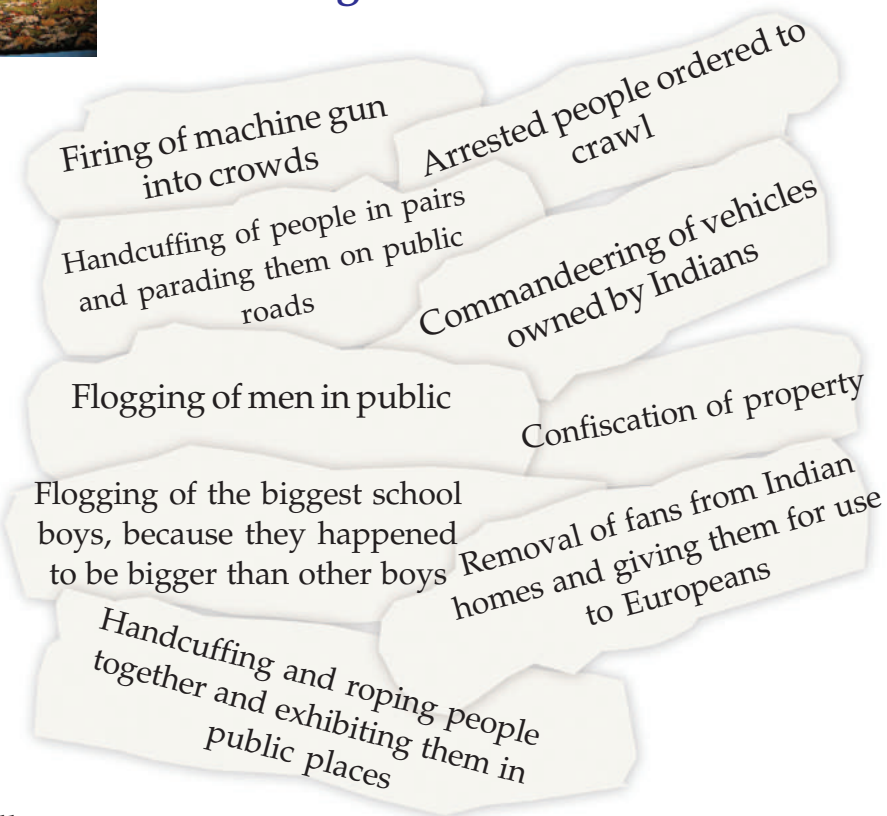 Firing of machine gun
into crowds
Arrested people ordered to
crawl
Handcuffing of people in pairs
and parading them on public
roads
Commandeering of vehicles
owned by Indians
Flogging of men in public
Confiscation of property
Flogging of the biggest school
boys, because they happened
to be bigger than other boys
Removal of fans from Indian
homes and giving them for use
to Europeans
Handcuffing and roping people
together and exhibiting them in
public places